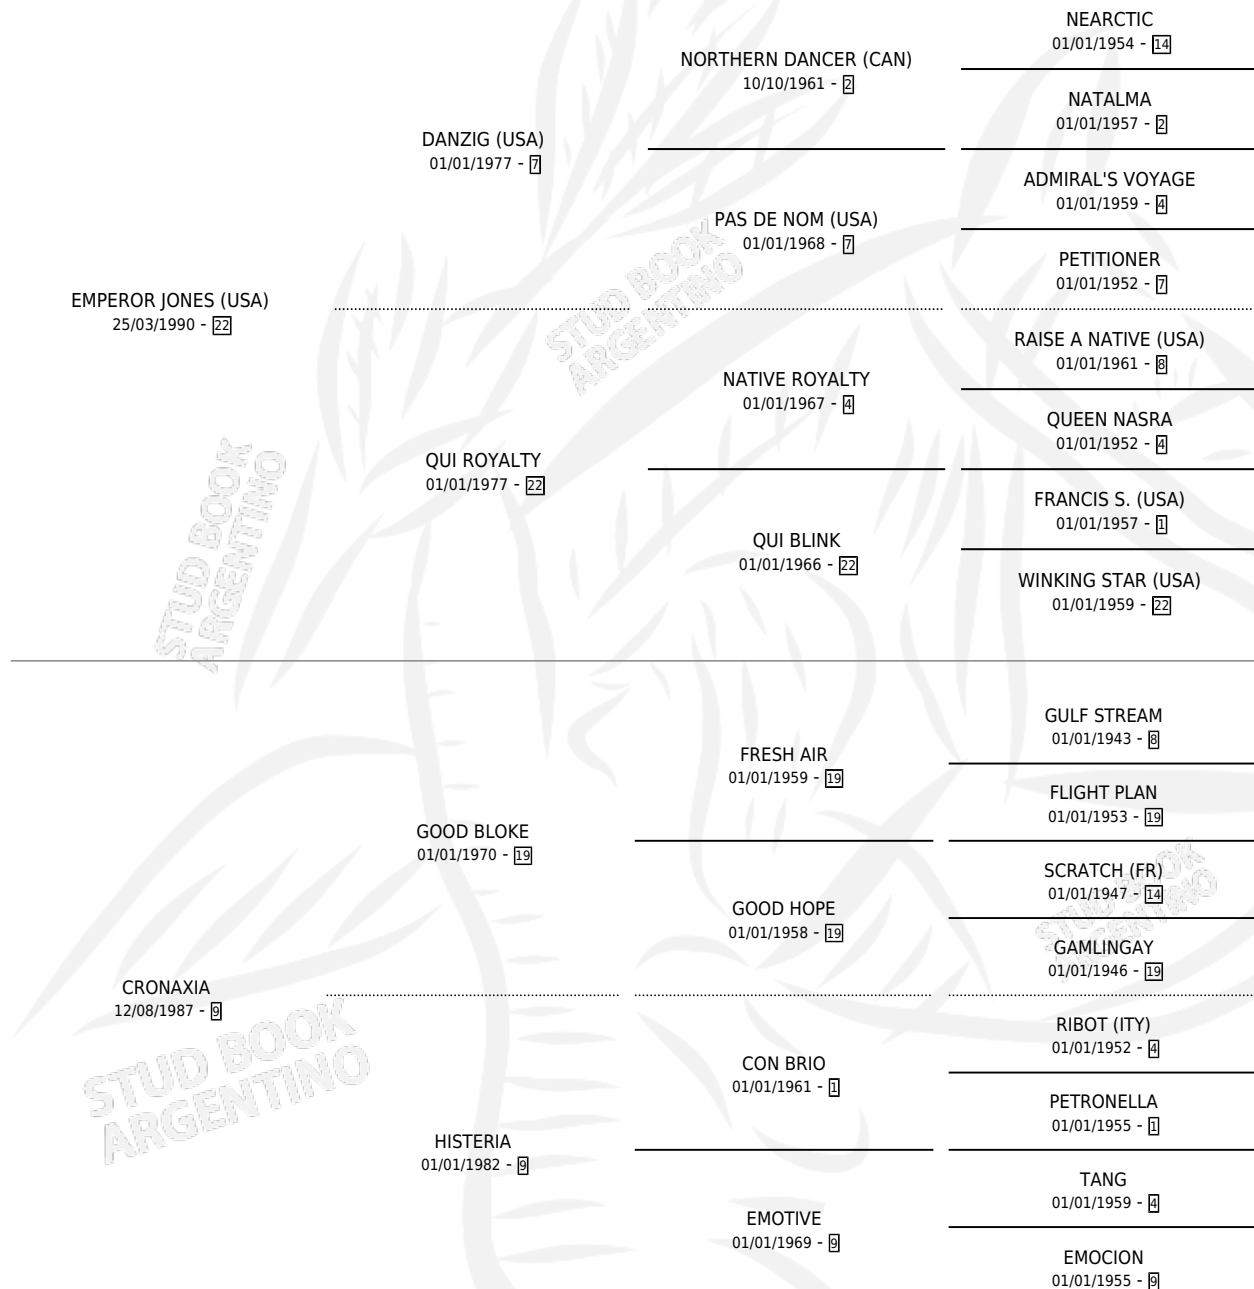 NEARCTIC
01/01/1954 - 14
NORTHERN DANCER (CAN)
10/10/1961 - 2
NATALMA
01/01/1957 - 2
DANZIG (USA)
01/01/1977 - 7
ADMIRAL'S VOYAGE
01/01/1959 - 4
PAS DE NOM (USA)
01/01/1968 - 7
PETITIONER
01/01/1952 - 7
EMPEROR JONES (USA)
25/03/1990 - 22
STUD BOOK
ARGENTINO
RAISE A NATIVE (USA)
01/01/1961 - 8
NATIVE ROYALTY
01/01/1967 - 4
QUEEN NASRA
01/01/1952 - 4
QUI ROYALTY
01/01/1977 - 22
FRANCIS S. (USA)
01/01/1957 - 1
QUI BLINK
01/01/1966 - 22
WINKING STAR (USA)
01/01/1959 - 22
STUD BOOK
ARGENTINO
GULF STREAM
01/01/1943 - 8
FRESH AIR
01/01/1959 - 19
FLIGHT PLAN
01/01/1953 - 19
GOOD BLOKE
01/01/1970 - 19
SCRATCH (FR)
01/01/1947 - 14
GOOD HOPE
01/01/1958 - 19
GAMLINGAY
01/01/1946 - 19
STUD BOOK
ARGENTINO
CRONAXIA
12/08/1987 - 9
STUD BOOK
ARGENTINO
RIBOT (ITY)
01/01/1952 - 4
CON BRIO
01/01/1961 - 1
PETRONELLA
01/01/1955 - 1
HISTERIA
01/01/1982 - 9
TANG
01/01/1959 - 4
EMOTIVE
01/01/1969 - 9
EMOCION
01/01/1955 - 9